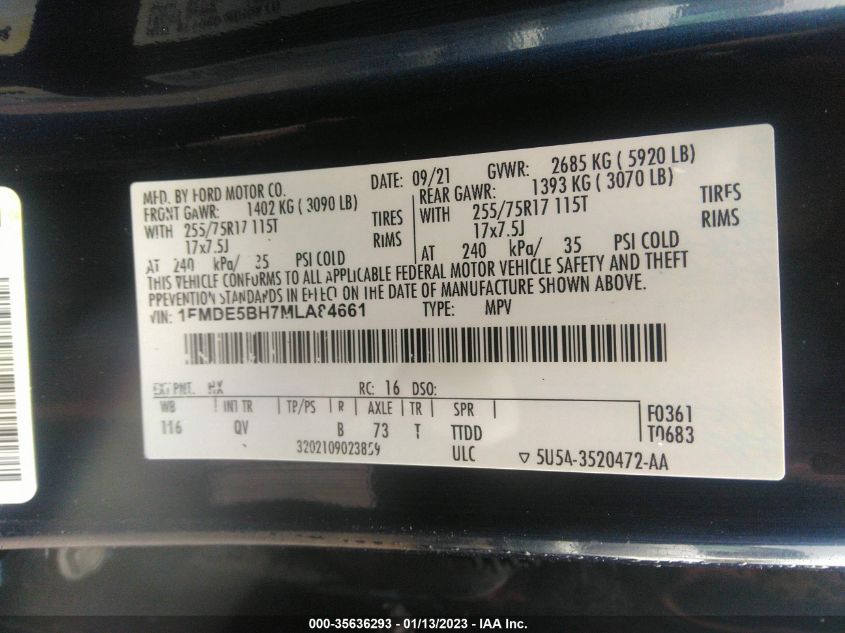 MFD. BY FORD MOTOR CO. DATE: 09/21 GVWR: 2685 KG ( 5920 LB)
FRONT GAWR: 1402 KG ( 3090 LB) REAR GAWR: 1393 KG ( 3070 LB)
WITH 255/75R17 115T TIRES WITH 255/75R17 115T TIRES
17x7.5J RIMS 17x7.5J RIMS
AT 240 kPa/ 35 PSI COLD AT 240 kPa/ 35 PSI COLD
THIS VEHICLE CONFORMS TO ALL APPLICABLE FEDERAL MOTOR VEHICLE SAFETY AND THEFT
PREVENTION STANDARDS IN EFFECT ON THE DATE OF MANUFACTURE SHOWN ABOVE.
VIN: 1FMDE5BH7MLA84661 TYPE: MPV
EXT PNT: HX RC: 16 DSO:
WB INT TR TP/PS R AXLE TR SPR F0361
116 QV B 73 T TTDD T0683
3202109023859 ULC ▽ 5U5A-3520472-AA
000-35636293 - 01/13/2023 - IAA Inc.